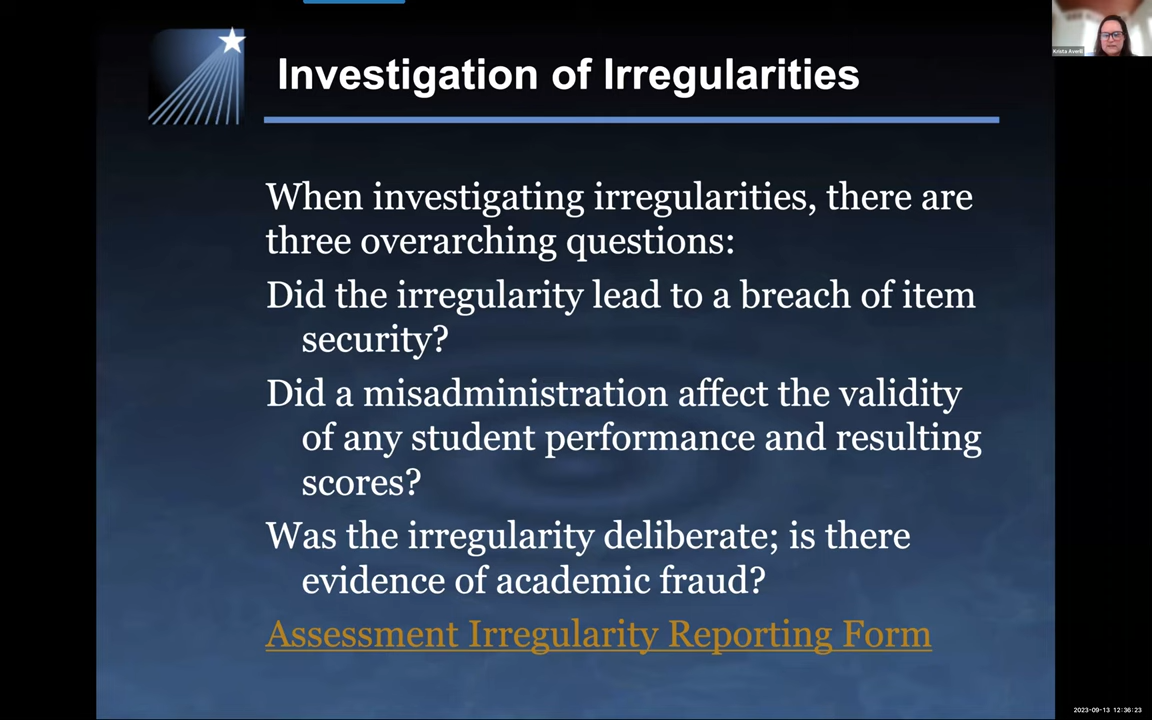 Investigation of Irregularities
Krista Averill
When investigating irregularities, there are
three overarching questions:
Did the irregularity lead to a breach of item
security?
Did a misadministration affect the validity
of any student performance and resulting
scores?
Was the irregularity deliberate; is there
evidence of academic fraud?
Assessment Irregularity Reporting Form
2023-09-13 12:36:23